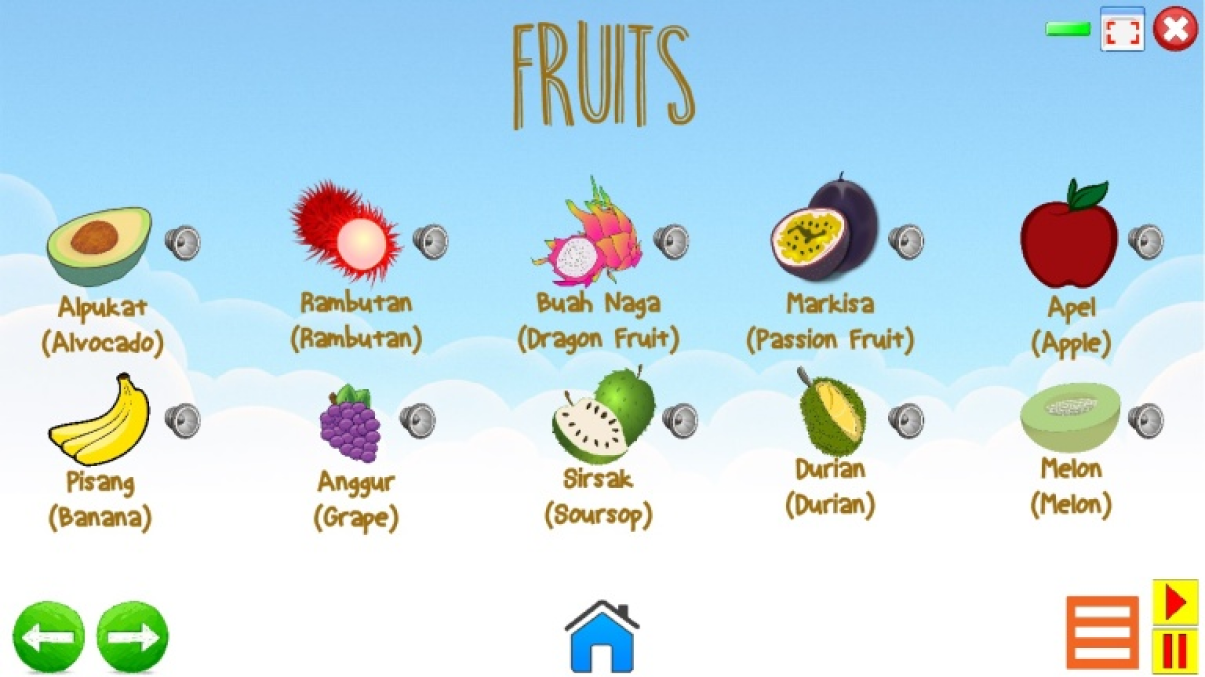 FRUITS
Alpukat
(Alvocado)
Rambutan
(Rambutan)
Buah Naga
(Dragon Fruit)
Markisa
(Passion Fruit)
Apel
(Apple)
Pisang
(Banana)
Anggur
(Grape)
Sirsak
(Soursop)
Durian
(Durian)
Melon
(Melon)